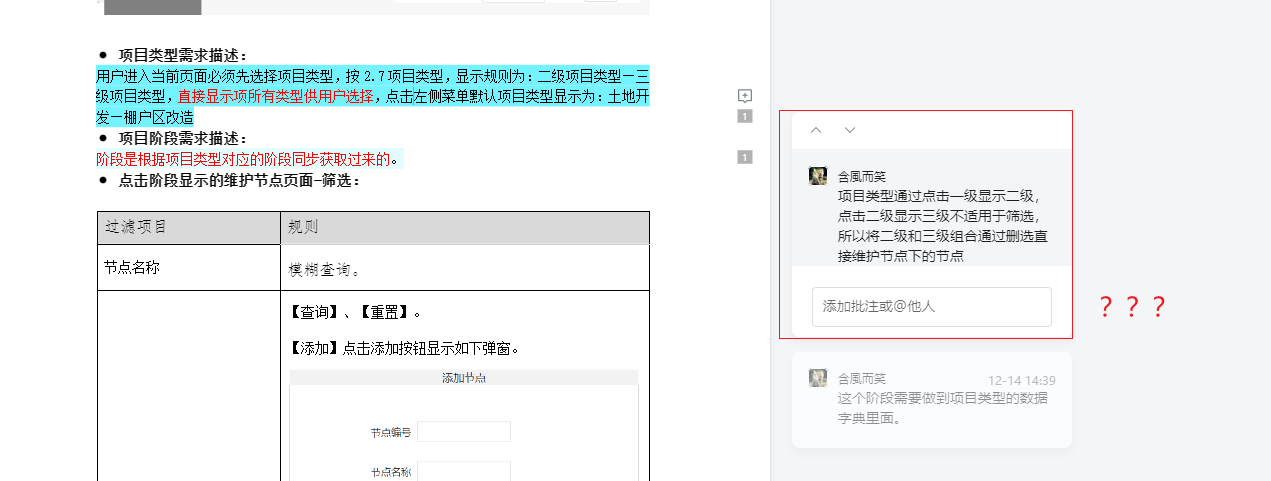 ● 项目类型需求描述：
用户进入当前页面必须先选择项目类型，按 2.7 项目类型，显示规则为：二级项目类型—三
级项目类型，直接显示项所有类型供用户选择，点击左侧菜单默认项目类型显示为：土地开
发—棚户区改造
● 项目阶段需求描述：
阶段是根据项目类型对应的阶段同步获取过来的。
● 点击阶段显示的维护节点页面-筛选：
过滤项目
规则
节点名称
模糊查询。
【查询】、【重置】。
【添加】点击添加按钮显示如下弹窗。
添加节点
节点编号
节点名称
1
1
含風而笑
项目类型通过点击一级显示二级，
点击二级显示三级不适用于筛选，
所以将二级和三级组合通过删选直
接维护节点下的节点
添加批注或@他人
？？？
含風而笑
12-14 14:39
这个阶段需要做到项目类型的数据
字典里面。